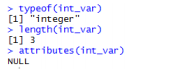 > typeof(int_var)
[1] "integer"
> length(int_var)
[1] 3
> attributes(int_var)
NULL